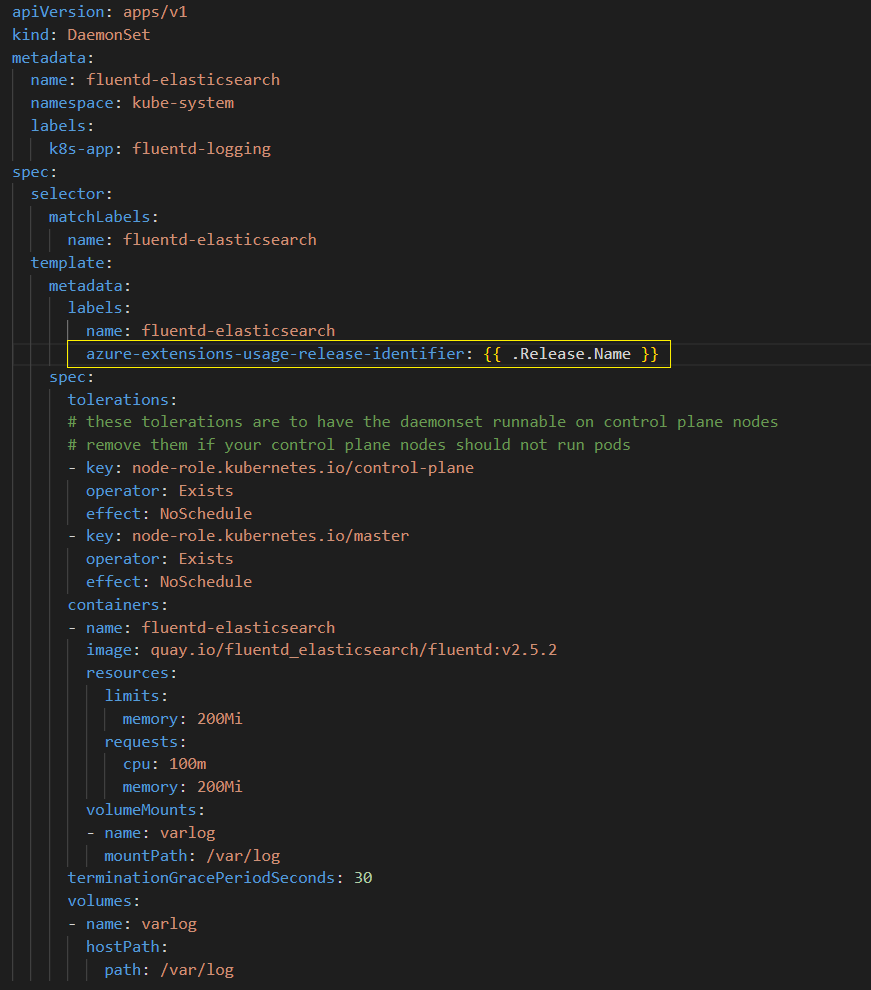 apiVersion: apps/v1
kind: DaemonSet
metadata:
  name: fluentd-elasticsearch
  namespace: kube-system
  labels:
    k8s-app: fluentd-logging
spec:
  selector:
    matchLabels:
      name: fluentd-elasticsearch
  template:
    metadata:
      labels:
        name: fluentd-elasticsearch
        azure-extensions-usage-release-identifier: {{ .Release.Name }}
    spec:
      tolerations:
      # these tolerations are to have the daemonset runnable on control plane nodes
      # remove them if your control plane nodes should not run pods
      - key: node-role.kubernetes.io/control-plane
        operator: Exists
        effect: NoSchedule
      - key: node-role.kubernetes.io/master
        operator: Exists
        effect: NoSchedule
      containers:
      - name: fluentd-elasticsearch
        image: quay.io/fluentd_elasticsearch/fluentd:v2.5.2
        resources:
          limits:
            memory: 200Mi
          requests:
            cpu: 100m
            memory: 200Mi
        volumeMounts:
        - name: varlog
          mountPath: /var/log
      terminationGracePeriodSeconds: 30
      volumes:
      - name: varlog
        hostPath:
          path: /var/log